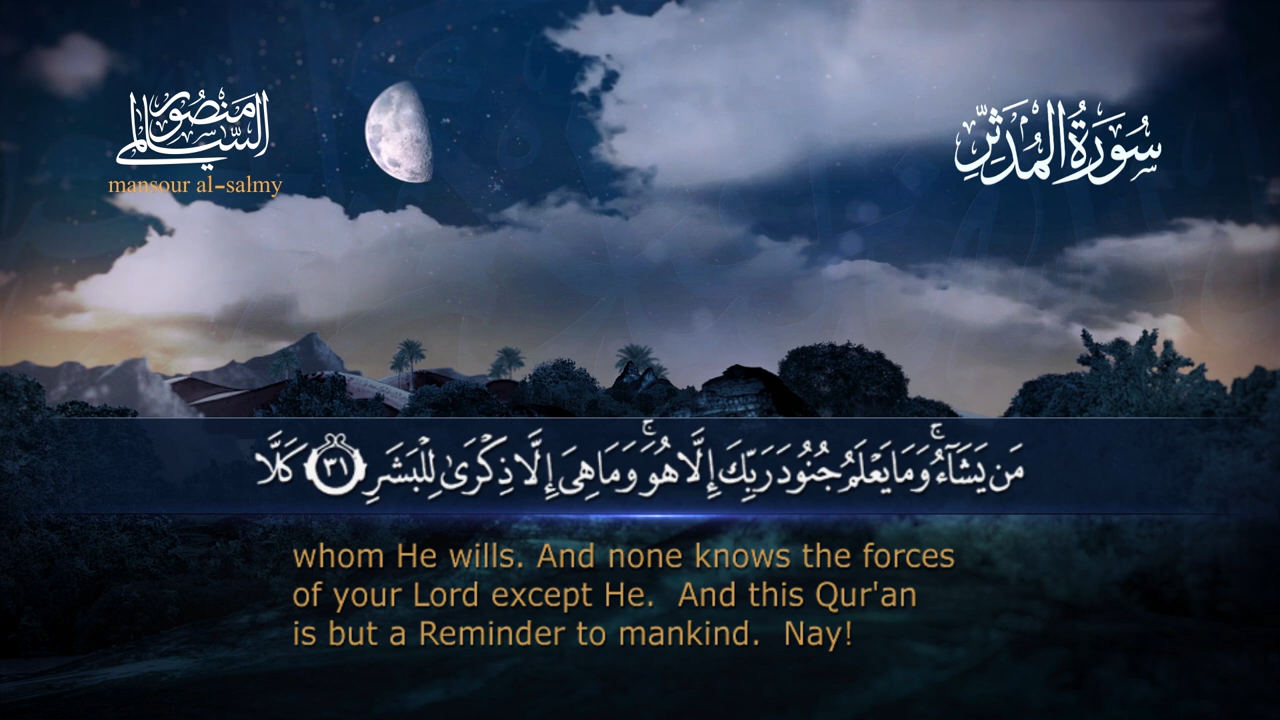 منصور السالمي
mansour al-salmy
سُورَةُ المُدَّثِّرِ
مَن يَشَآءُ ۚ وَمَا يَعْلَمُ جُنُودَ رَبِّكَ إِلَّا هُوَ ۚ وَمَا هِىَ إِلَّا ذِكْرَىٰ لِلْبَشَرِ ٣١ كَلَّا
whom He wills. And none knows the forces
of your Lord except He. And this Qur'an
is but a Reminder to mankind. Nay!